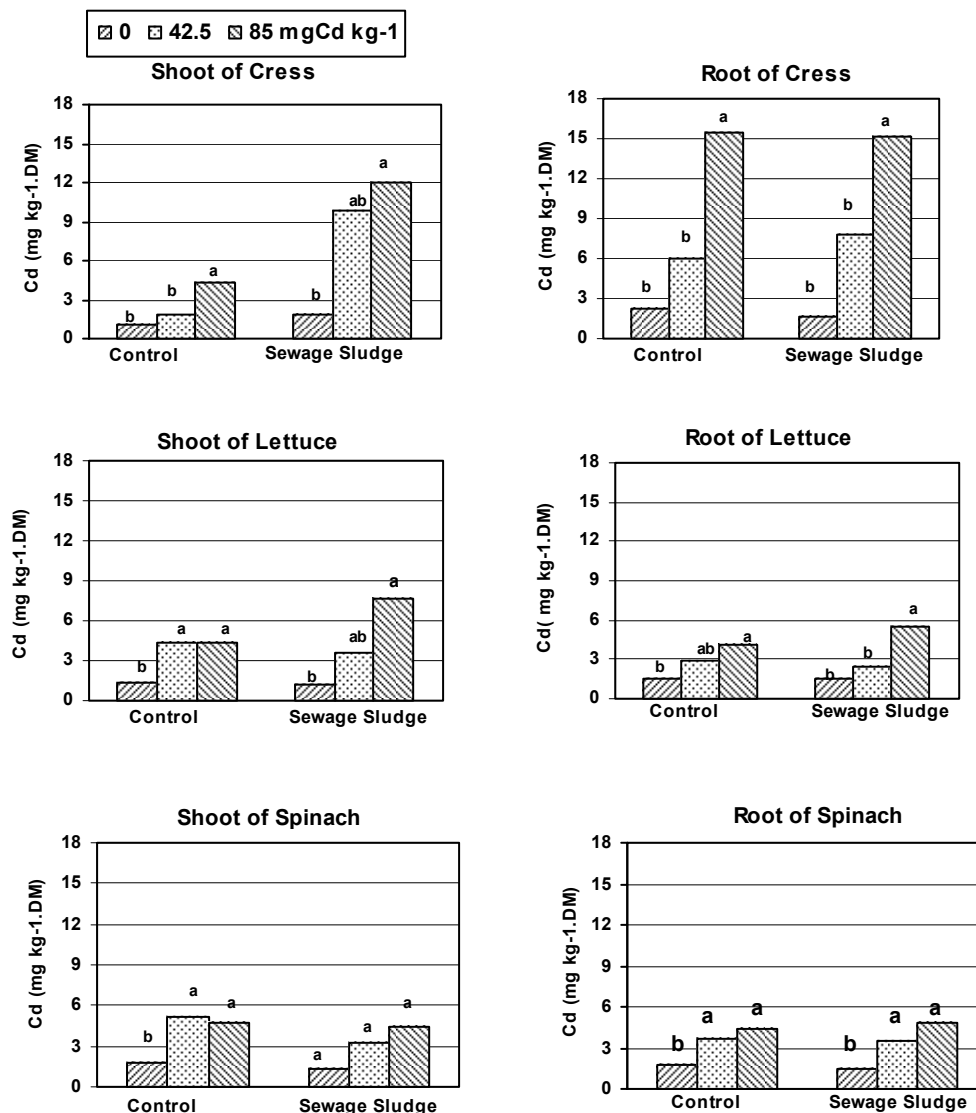 0 42.5 85 mgCd kg-1
Shoot of Cress
18
15
12
9
6
3
0
Cd (mg kg-1.DM)
b
b
a
b
ab
a
Control Sewage Sludge
Root of Cress
18
15
12
9
6
3
0
Cd (mg kg-1.DM)
b
b
a
b
b
a
Control Sewage Sludge
Shoot of Lettuce
18
15
12
9
6
3
0
Cd (mg kg-1.DM)
b
a
a
b
ab
a
Control Sewage Sludge
Root of Lettuce
18
15
12
9
6
3
0
Cd( mg kg-1.DM)
b
ab
a
b
b
a
Control Sewage Sludge
Shoot of Spinach
18
15
12
9
6
3
0
Cd (mg kg-1.DM)
b
a
a
a
a
a
Control Sewage Sludge
Root of Spinach
18
15
12
9
6
3
0
Cd (mg kg-1.DM)
b
a
a
b
a
a
Control Sewage Sludge